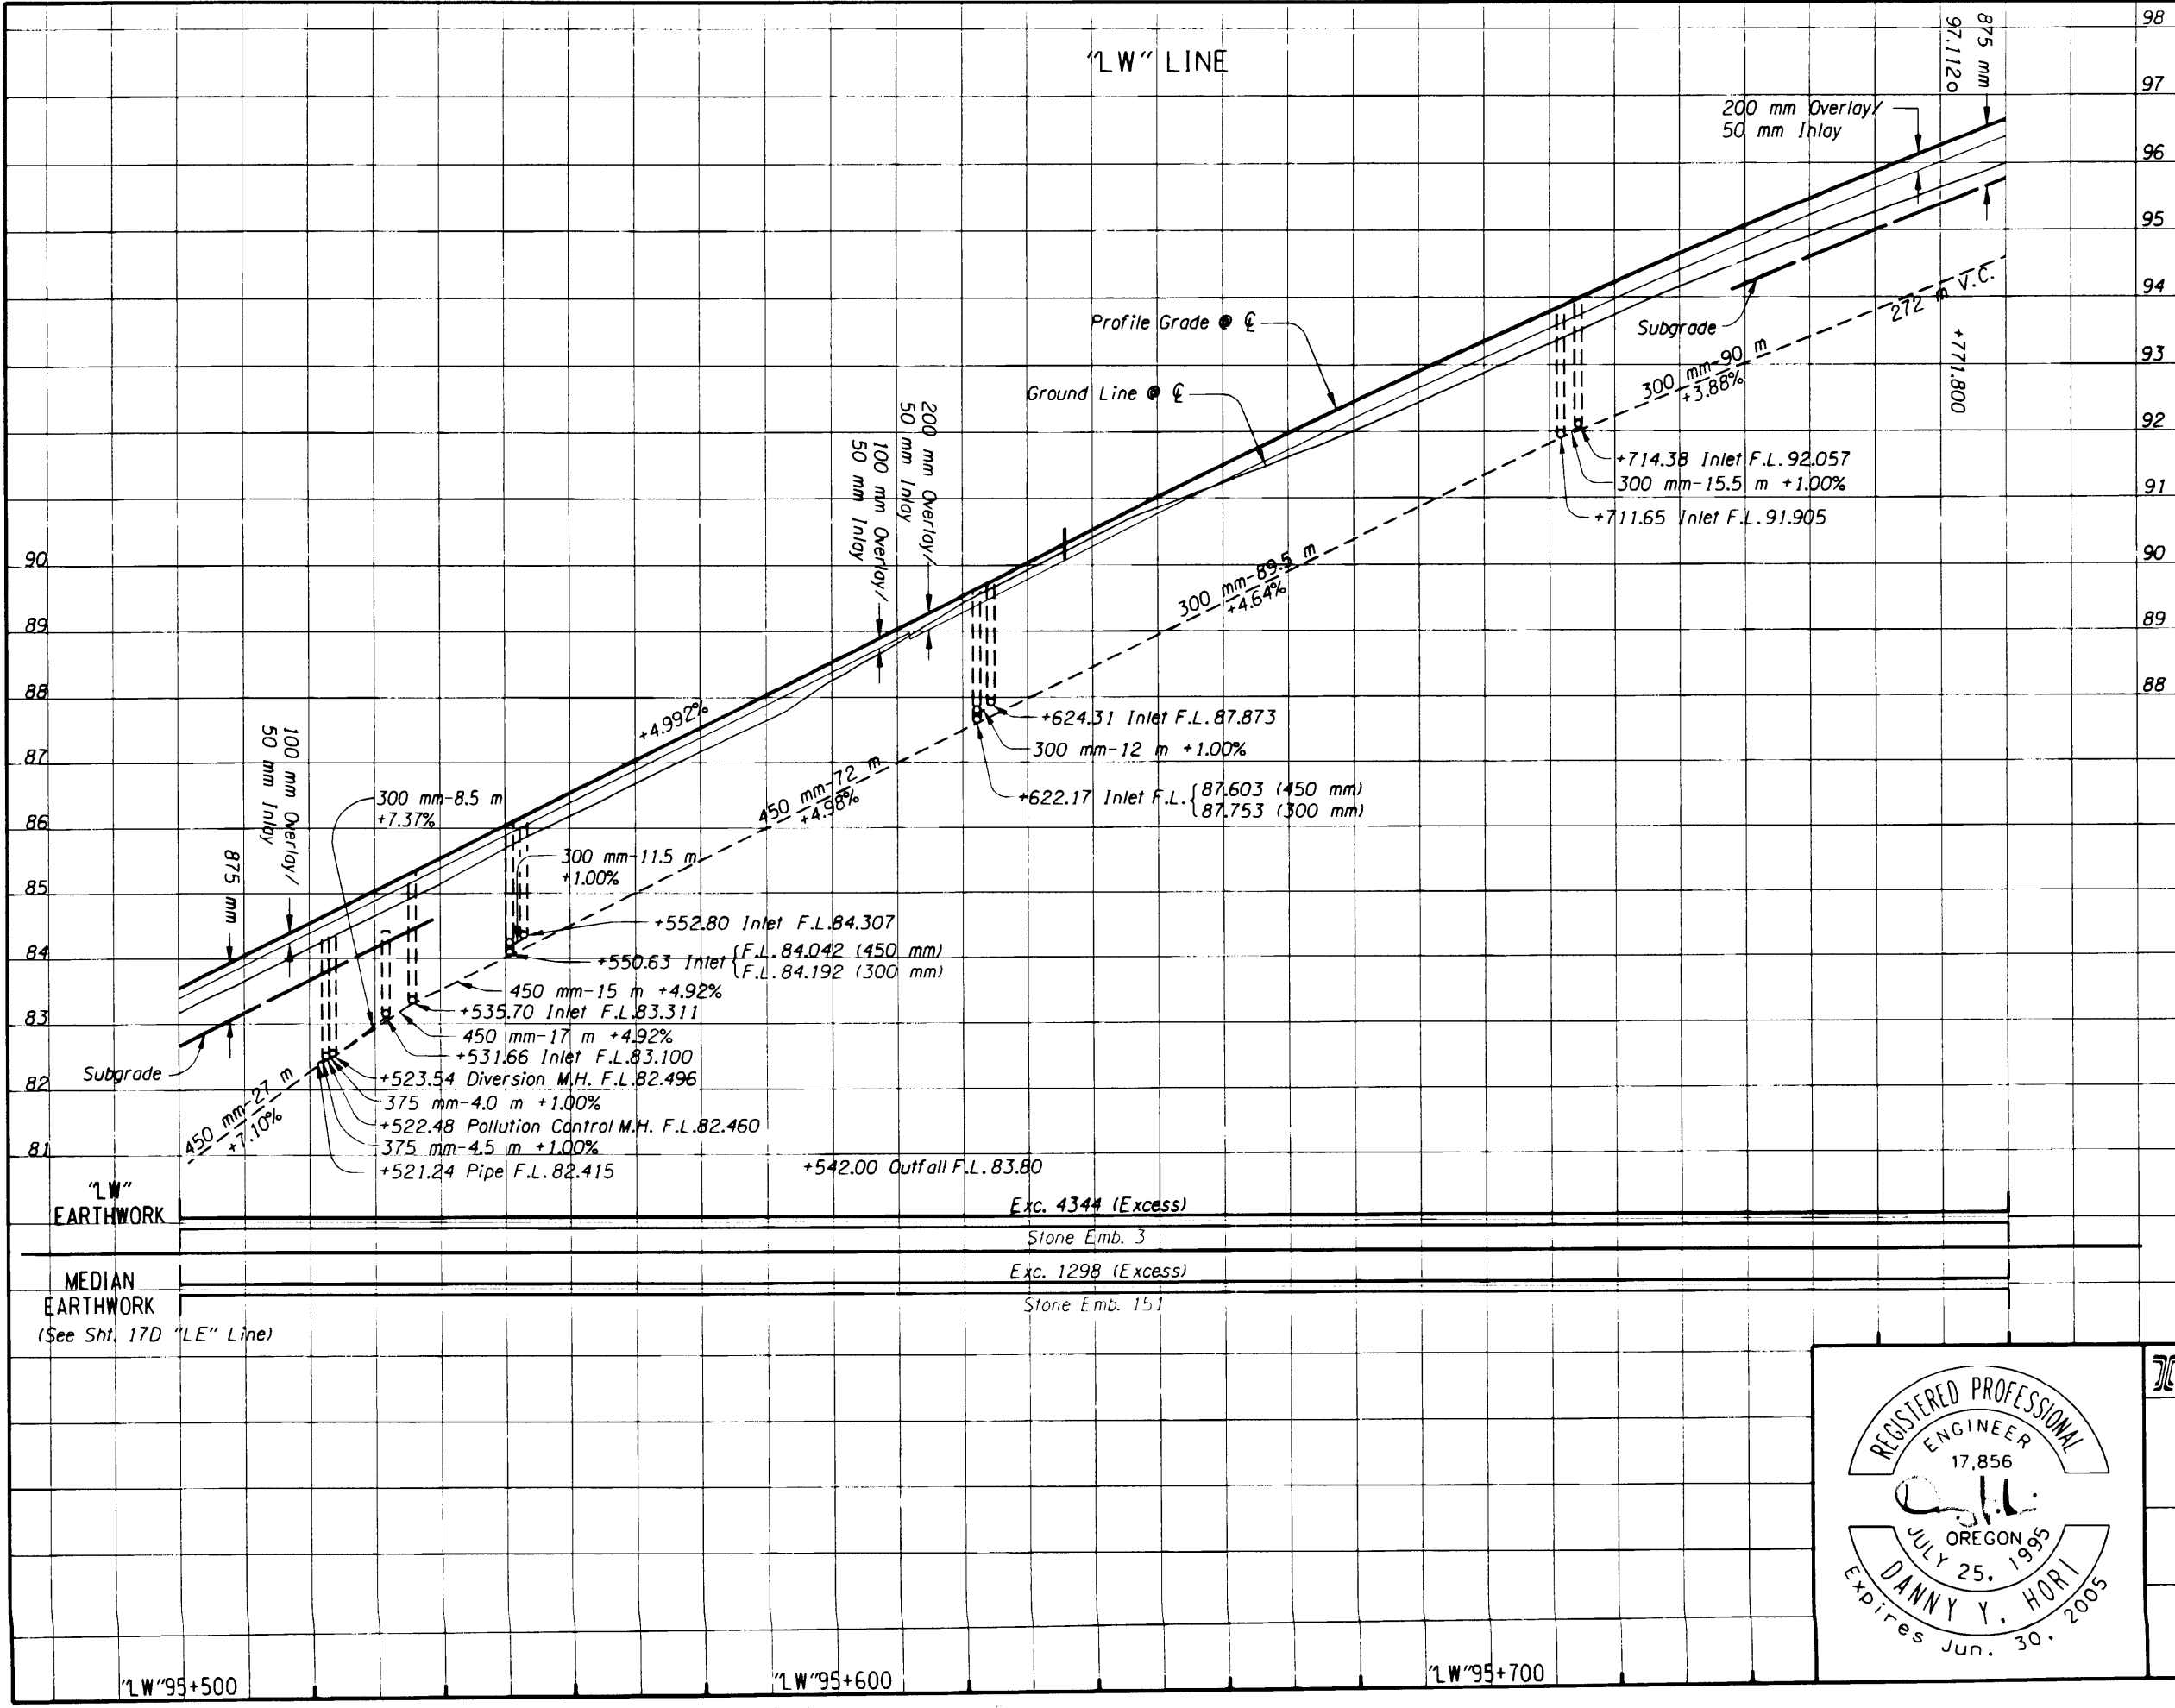 "LW" LINE
98
97
96
95
94
93
92
91
90
89
88
875 mm
97.112o
200 mm Overlay/
50 mm Inlay
272 m V.C.
+771.800
Subgrade
300 mm-90 m
+3.88%
Profile Grade @ ℄
Ground Line @ ℄
+714.38 Inlet F.L. 92.057
300 mm-15.5 m +1.00%
+711.65 Inlet F.L. 91.905
200 mm Overlay/
50 mm Inlay
100 mm Overlay/
50 mm Inlay
300 mm-89.5 m
+4.64%
90
89
88
87
86
85
84
83
82
81
+4.992%
+624.31 Inlet F.L. 87.873
300 mm-12 m +1.00%
+622.17 Inlet F.L. {87.603 (450 mm)
87.753 (300 mm)
450 mm-72 m
+4.98%
100 mm Overlay/
50 mm Inlay
875 mm
300 mm-8.5 m
+7.37%
300 mm-11.5 m
+1.00%
+552.80 Inlet F.L. 84.307
+550.63 Inlet {F.L. 84.042 (450 mm)
F.L. 84.192 (300 mm)
450 mm-15 m +4.92%
+535.70 Inlet F.L. 83.311
450 mm-17 m +4.92%
+531.66 Inlet F.L. 83.100
+523.54 Diversion M.H. F.L. 82.496
375 mm-4.0 m +1.00%
+522.48 Pollution Control M.H. F.L. 82.460
375 mm-4.5 m +1.00%
+521.24 Pipe F.L. 82.415
Subgrade
450 mm-27 m
+7.10%
+542.00 Outfall F.L. 83.80
"LW"
EARTHWORK
Exc. 4344 (Excess)
Stone Emb. 3
MEDIAN
EARTHWORK
(See Sht. 17D "LE" Line)
Exc. 1298 (Excess)
Stone Emb. 151
REGISTERED PROFESSIONAL
ENGINEER
17,856
OREGON
JULY 25, 1995
DANNY Y. HORI
Expires Jun. 30, 2005
"LW"95+500
"LW"95+600
"LW"95+700